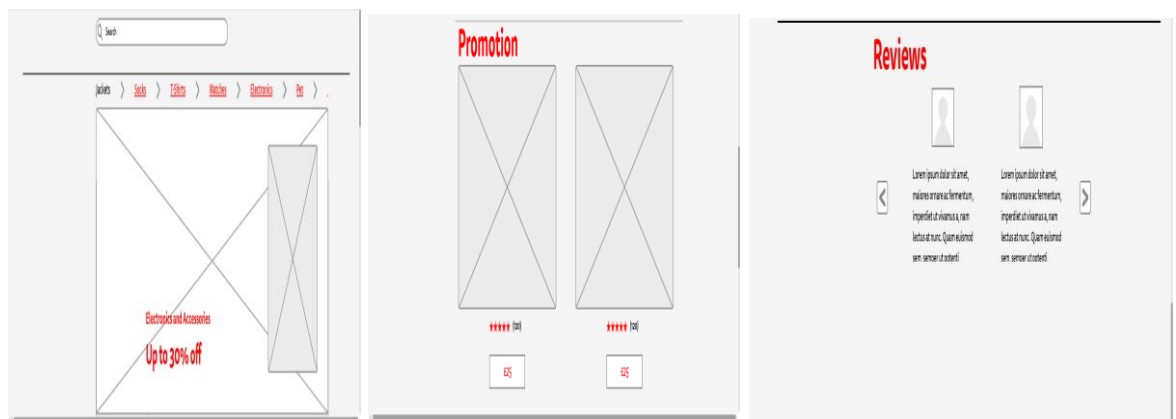 Search
Jackets > Socks > T-Shirts > Watches > Electronics > Pet >
Electronics and Accessories
Up to 30% off
Promotion
★★★★★ (120) ★★★★★ (120)
£25 £25
Reviews
Lorem ipsum dolor sit amet,
maiores ornare ac fermentum,
imperdiet ut vivamus a, nam
lectus at nunc. Quam euismod
sem semper ut potenti
Lorem ipsum dolor sit amet,
maiores ornare ac fermentum,
imperdiet ut vivamus a, nam
lectus at nunc. Quam euismod
sem semper ut potenti